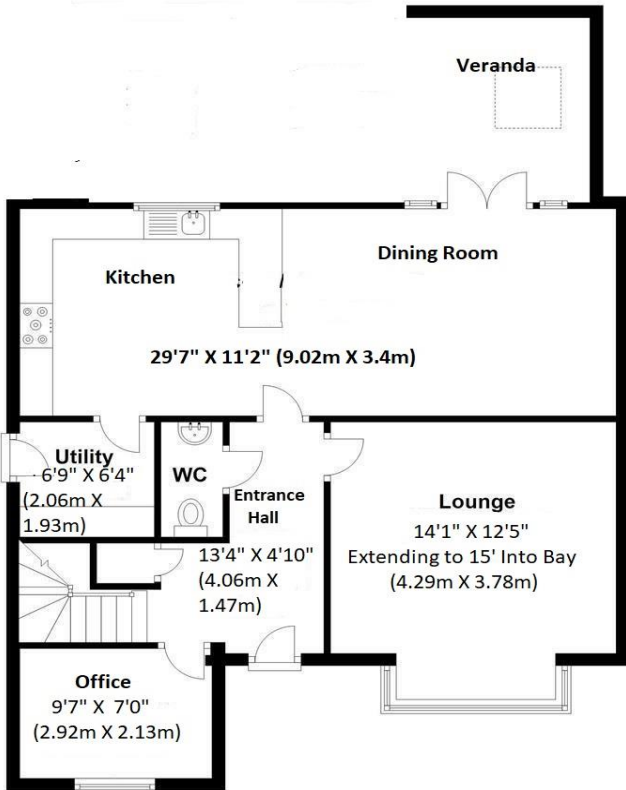 Veranda
Dining Room
Kitchen
29'7" X 11'2" (9.02m X 3.4m)
Utility
6'9" X 6'4"
(2.06m X
1.93m)
WC
Entrance
Hall
13'4" X 4'10"
(4.06m X
1.47m)
Lounge
14'1" X 12'5"
Extending to 15' Into Bay
(4.29m X 3.78m)
Office
9'7" X 7'0"
(2.92m X 2.13m)